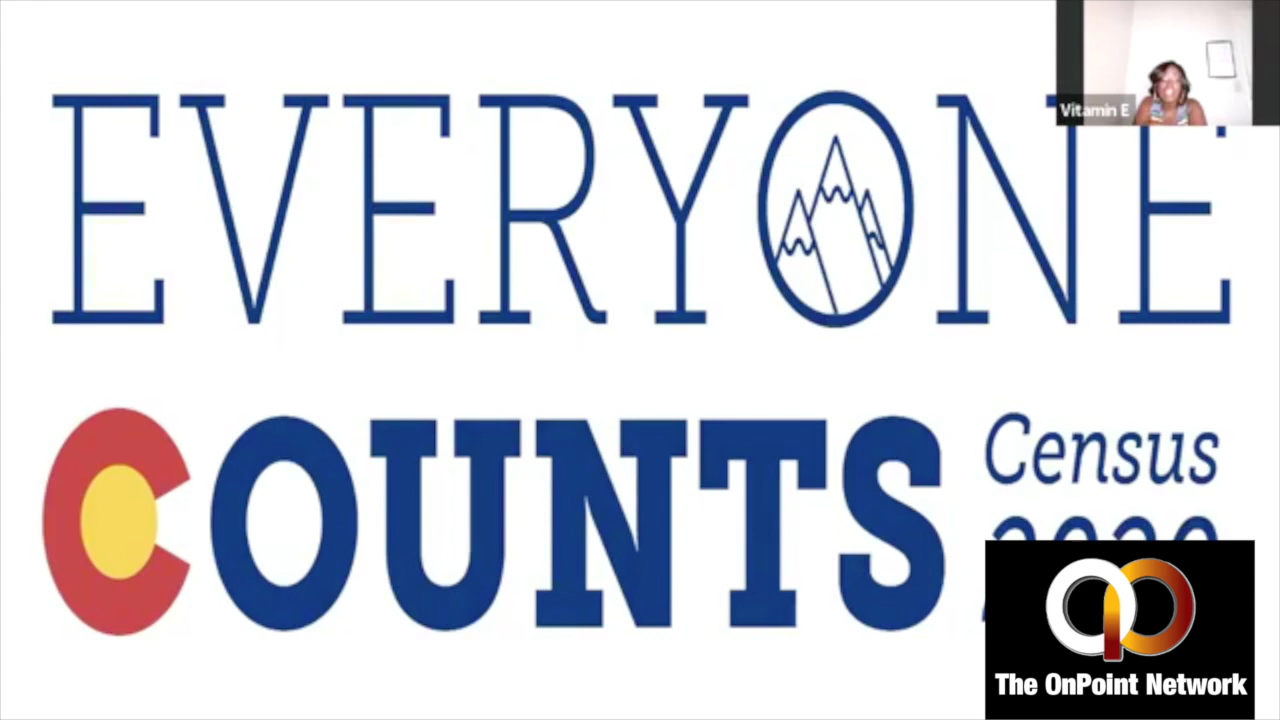 Vitamin E
EVERYONE
COUNTS
Census
The OnPoint Network